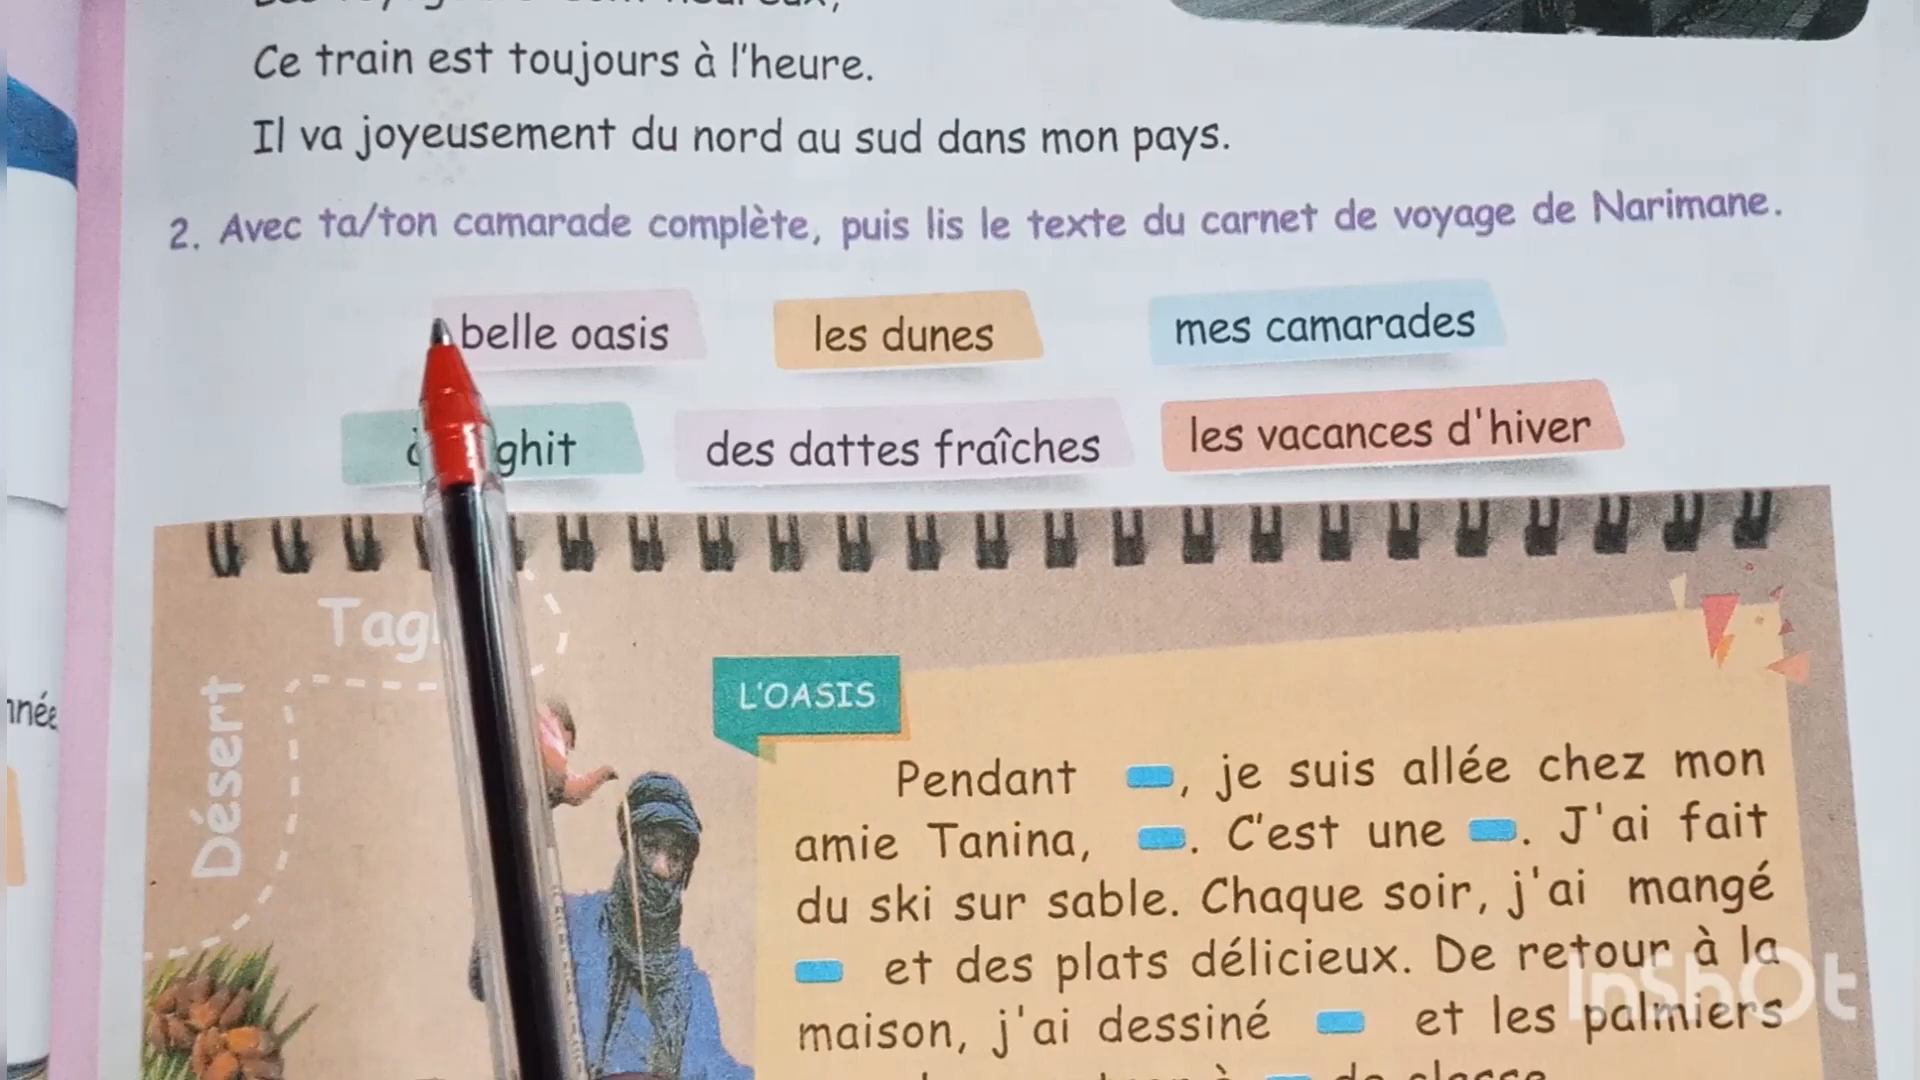 Ce train est toujours à l'heure.
Il va joyeusement du nord au sud dans mon pays.
2. Avec ta/ton camarade complète, puis lis le texte du carnet de voyage de Narimane.
belle oasis les dunes mes camarades
des dattes fraîches les vacances d'hiver
Désert
L'OASIS
Pendant , je suis allée chez mon
amie Tanina, . C'est une . J'ai fait
du ski sur sable. Chaque soir, j'ai mangé
et des plats délicieux. De retour à la
maison, j'ai dessiné et les palmiers
de classe
InShOt